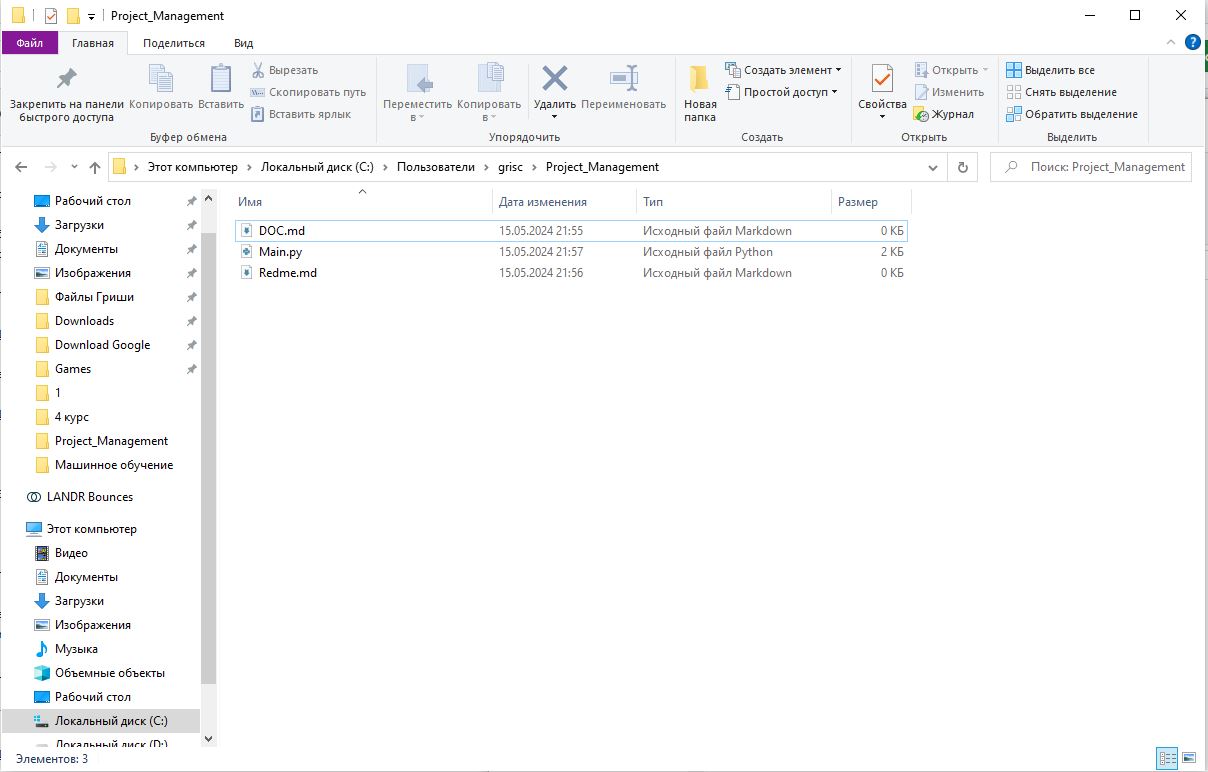 Project_Management
Файл Главная Поделиться Вид
Закрепить на панели быстрого доступа
Копировать
Вставить
Вырезать
Скопировать путь
Вставить ярлык
Буфер обмена
Переместить в
Копировать в
Удалить
Переименовать
Упорядочить
Новая папка
Создать элемент
Простой доступ
Создать
Свойства
Открыть
Изменить
Журнал
Открыть
Выделить все
Снять выделение
Обратить выделение
Выделить
Этот компьютер > Локальный диск (C:) > Пользователи > grisc > Project_Management
Поиск: Project_Management
Рабочий стол
Загрузки
Документы
Изображения
Файлы Гриши
Downloads
Download Google
Games
1
4 курс
Project_Management
Машинное обучение
LANDR Bounces
Этот компьютер
Видео
Документы
Загрузки
Изображения
Музыка
Объемные объекты
Рабочий стол
Локальный диск (C:)
Локальный диск (D:)
Имя Дата изменения Тип Размер
DOC.md 15.05.2024 21:55 Исходный файл Markdown 0 КБ
Main.py 15.05.2024 21:57 Исходный файл Python 2 КБ
Redme.md 15.05.2024 21:56 Исходный файл Markdown 0 КБ
Элементов: 3